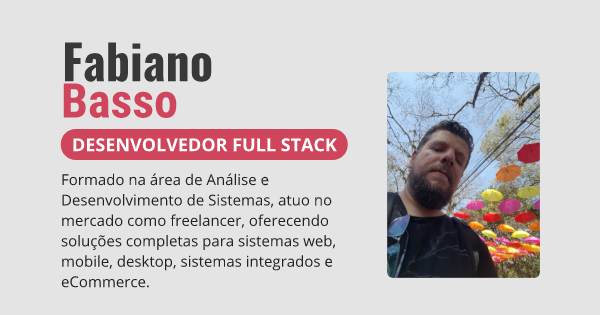 Fabiano
Basso
DESENVOLVEDOR FULL STACK
Formado na área de Análise e
Desenvolvimento de Sistemas, atuo no
mercado como freelancer, oferecendo
soluções completas para sistemas web,
mobile, desktop, sistemas integrados e
eCommerce.